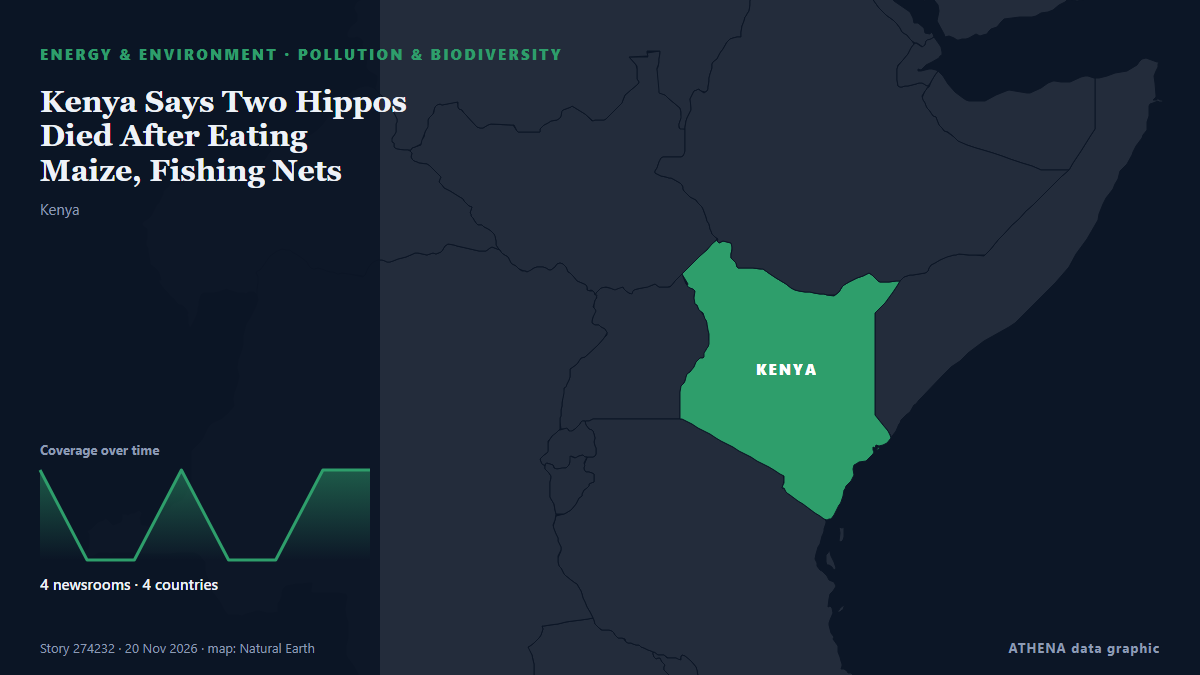 ENERGY & ENVIRONMENT · POLLUTION & BIODIVERSITY
Kenya Says Two Hippos
Died After Eating
Maize, Fishing Nets
Kenya
KENYA
Coverage over time
4 newsrooms · 4 countries
Story 274232 · 20 Nov 2026 · map: Natural Earth
ATHENA data graphic